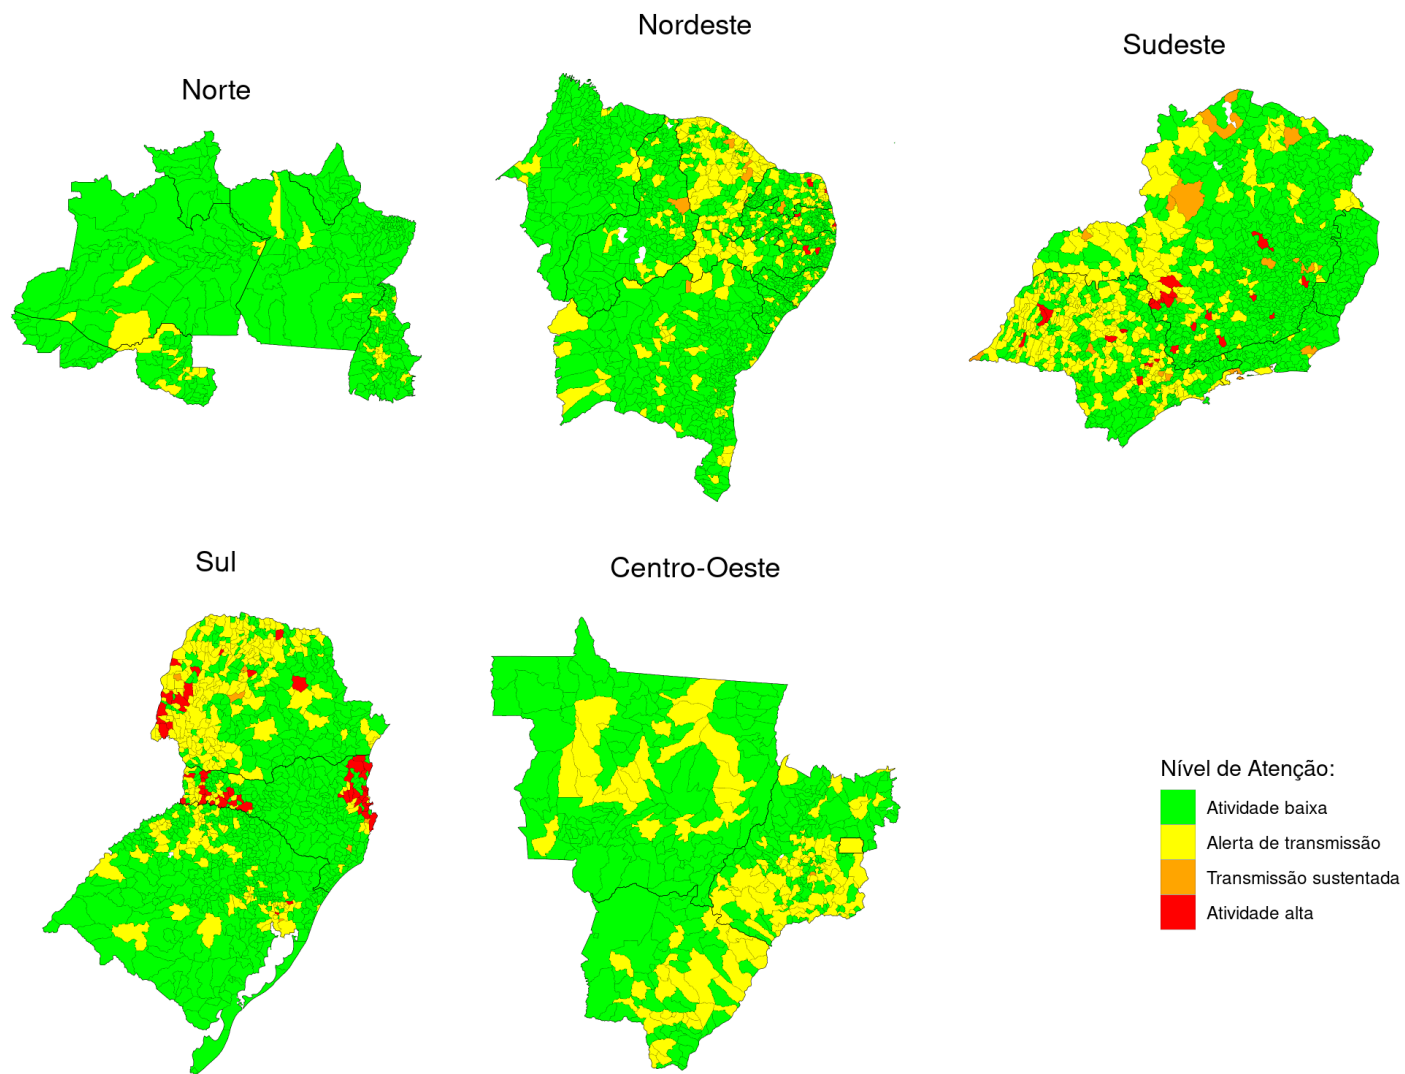 Norte
Nordeste
Sudeste
Sul
Centro-Oeste
Nível de Atenção:
Atividade baixa
Alerta de transmissão
Transmissão sustentada
Atividade alta